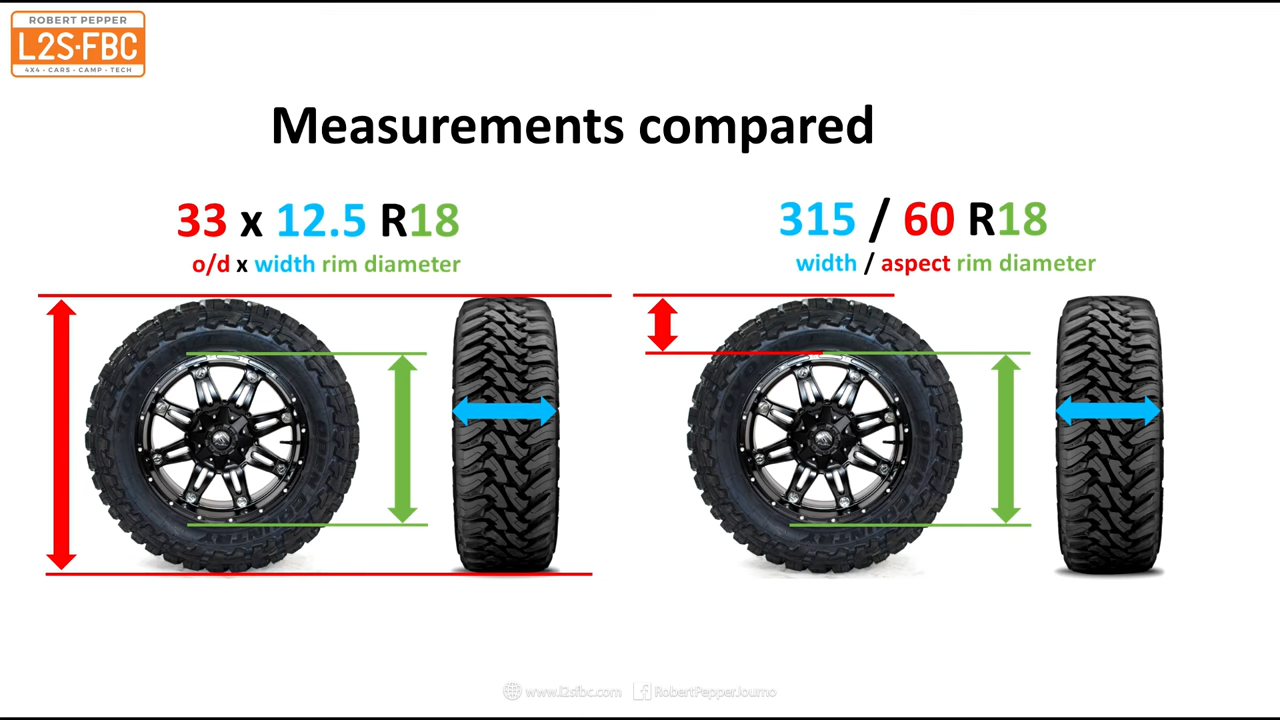 ROBERT PEPPER
L2S·FBC
4X4 · CARS · CAMP · TECH
Measurements compared
33 x 12.5 R18
o/d x width rim diameter
315 / 60 R18
width / aspect rim diameter
www.l2sfbc.com
RobertPepperJourno